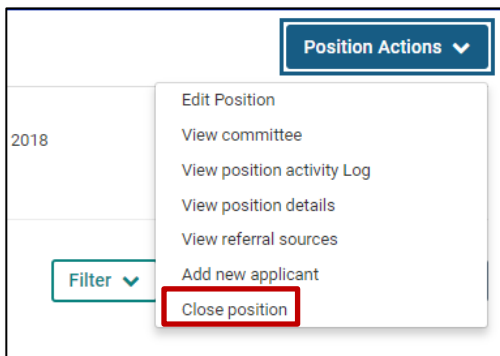 Position Actions
Edit Position
2018
View committee
View position activity Log
View position details
View referral sources
Filter
Add new applicant
Close position